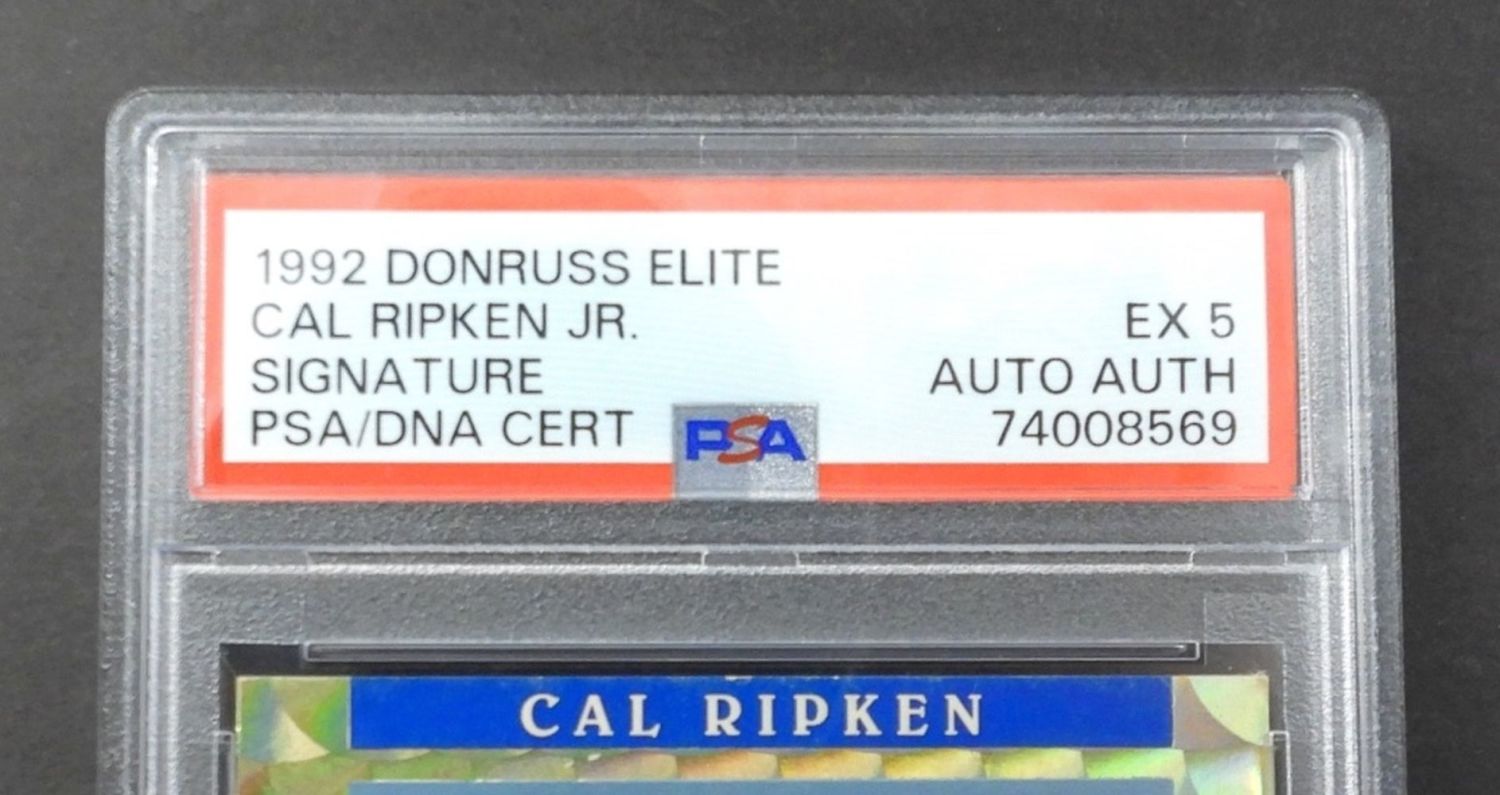 1992 DONRUSS ELITE
CAL RIPKEN JR. EX 5
SIGNATURE AUTO AUTH
PSA/DNA CERT PSA 74008569
CAL RIPKEN